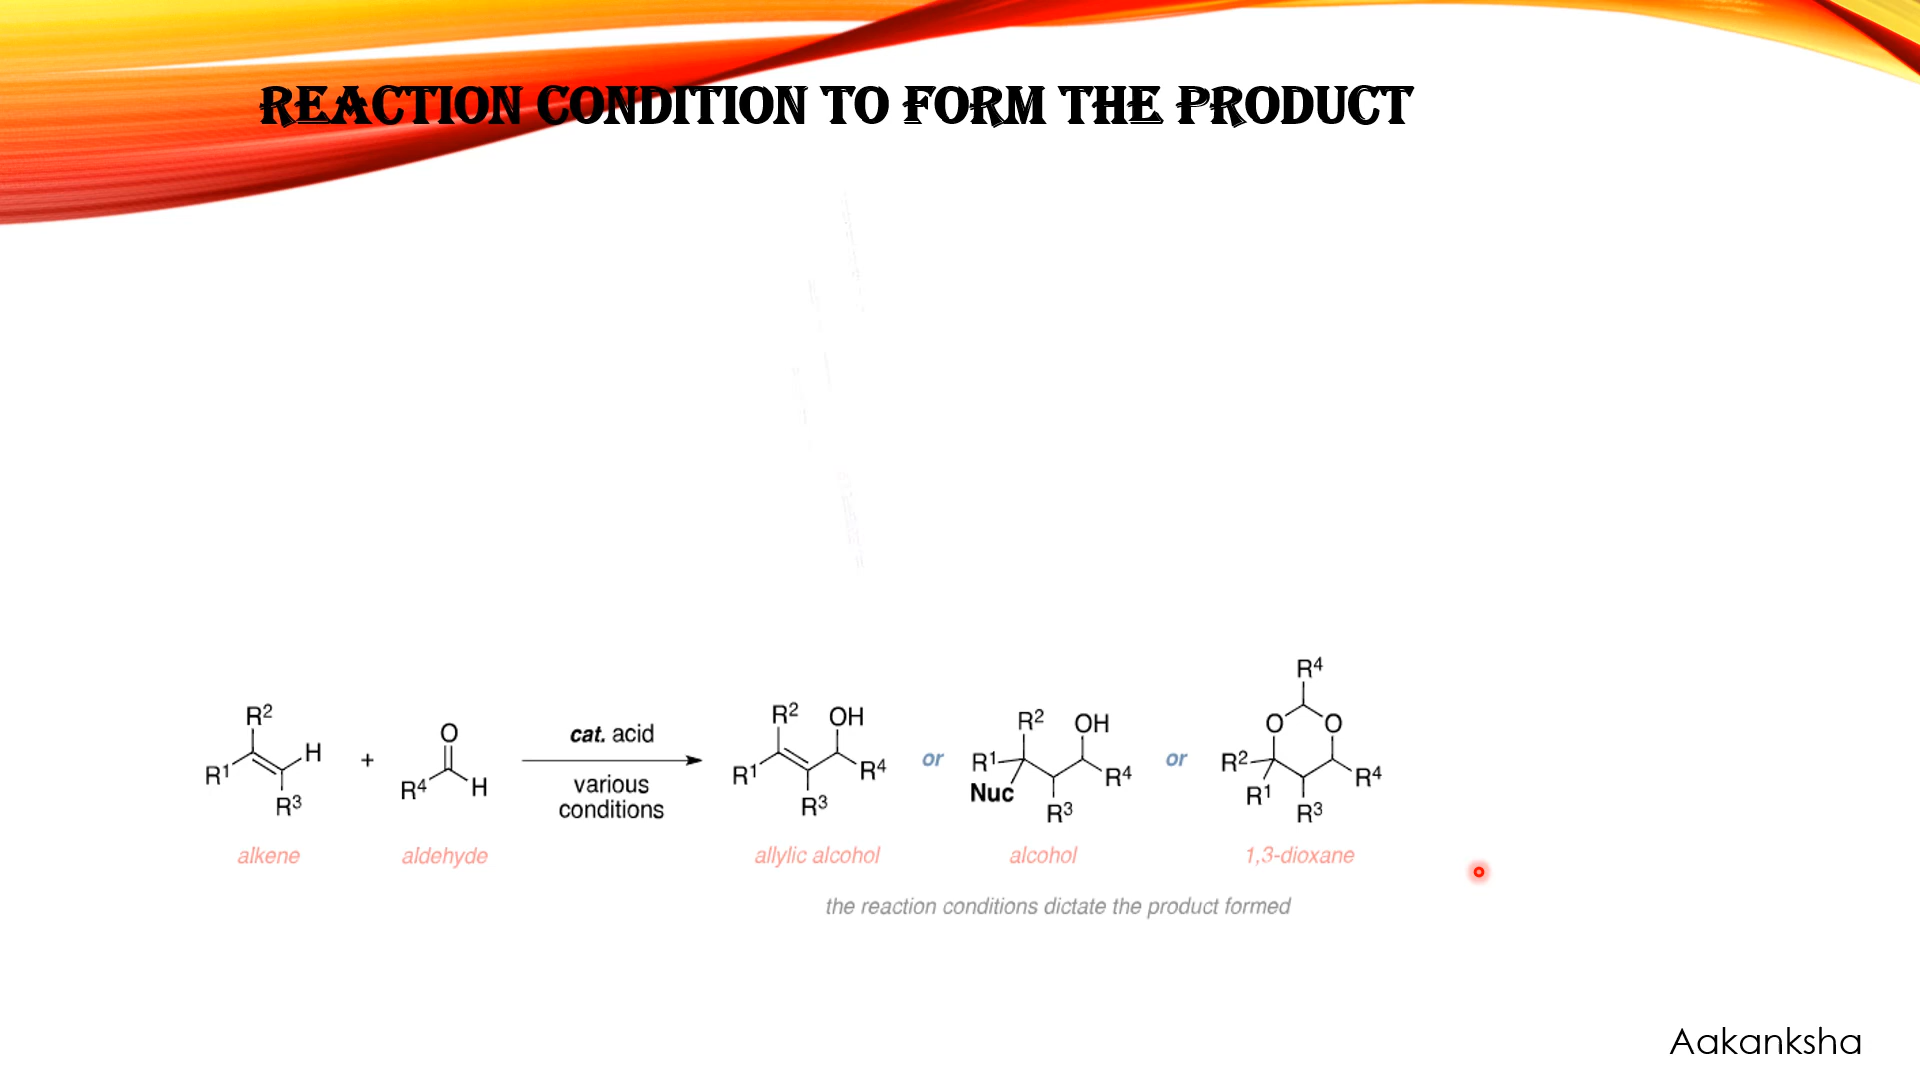 REACTION CONDITION TO FORM THE PRODUCT
R² H R¹ R³
+
O R⁴ H
cat. acid
various
conditions
R² OH R¹ R⁴ R³
or
R² OH R¹ Nuc R⁴ R³
or
R⁴ O O R² R¹ R⁴ R³
alkene aldehyde allylic alcohol alcohol 1,3-dioxane
the reaction conditions dictate the product formed
Aakanksha